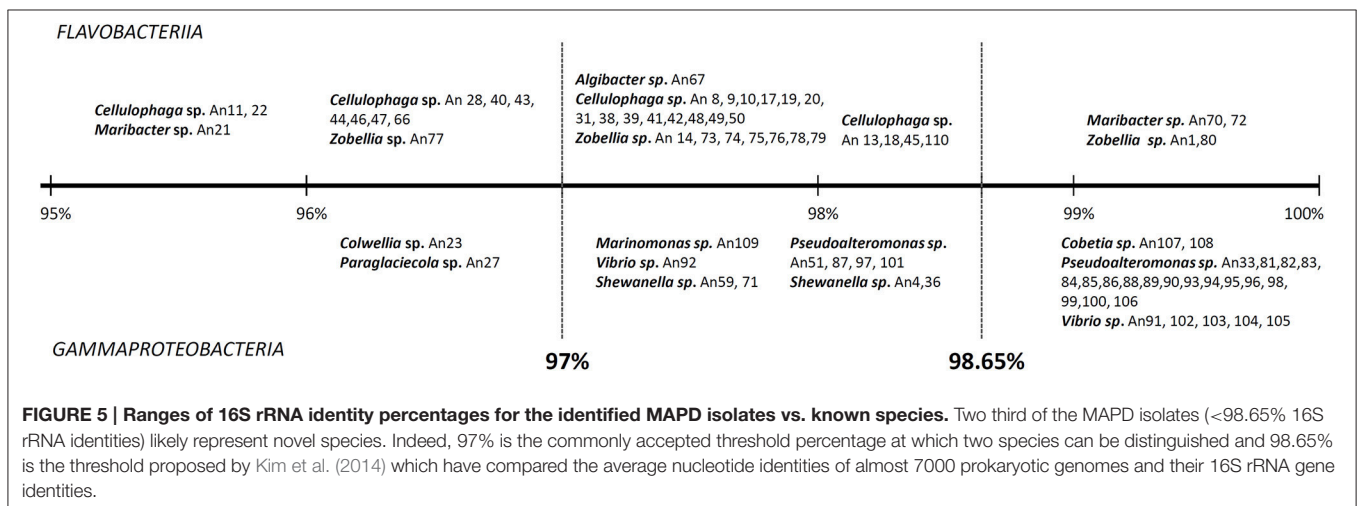 FLAVOBACTERIIA
Cellulophaga sp. An11, 22
Maribacter sp. An21
Cellulophaga sp. An 28, 40, 43,
44,46,47, 66
Zobellia sp. An77
Algibacter sp. An67
Cellulophaga sp. An 8, 9,10,17,19, 20,
31, 38, 39, 41,42,48,49,50
Zobellia sp. An 14, 73, 74, 75,76,78,79
Cellulophaga sp.
An 13,18,45,110
Maribacter sp. An70, 72
Zobellia sp. An1,80
95%
96%
98%
99%
100%
Colwellia sp. An23
Paraglaciecola sp. An27
Marinomonas sp. An109
Vibrio sp. An92
Shewanella sp. An59, 71
Pseudoalteromonas sp.
An51, 87, 97, 101
Shewanella sp. An4,36
Cobetia sp. An107, 108
Pseudoalteromonas sp. An33,81,82,83,
84,85,86,88,89,90,93,94,95,96, 98,
99,100, 106
Vibrio sp. An91, 102, 103, 104, 105
GAMMAPROTEOBACTERIA
97%
98.65%
FIGURE 5 | Ranges of 16S rRNA identity percentages for the identified MAPD isolates vs. known species. Two third of the MAPD isolates (<98.65% 16S
rRNA identities) likely represent novel species. Indeed, 97% is the commonly accepted threshold percentage at which two species can be distinguished and 98.65%
is the threshold proposed by Kim et al. (2014) which have compared the average nucleotide identities of almost 7000 prokaryotic genomes and their 16S rRNA gene
identities.